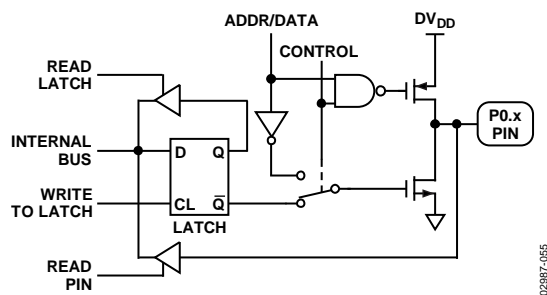 ADDR/DATA
DVDD
CONTROL
READ
LATCH
P0.x
PIN
INTERNAL
BUS
D Q
WRITE
TO LATCH
CL Q̅
LATCH
READ
PIN
02987-055